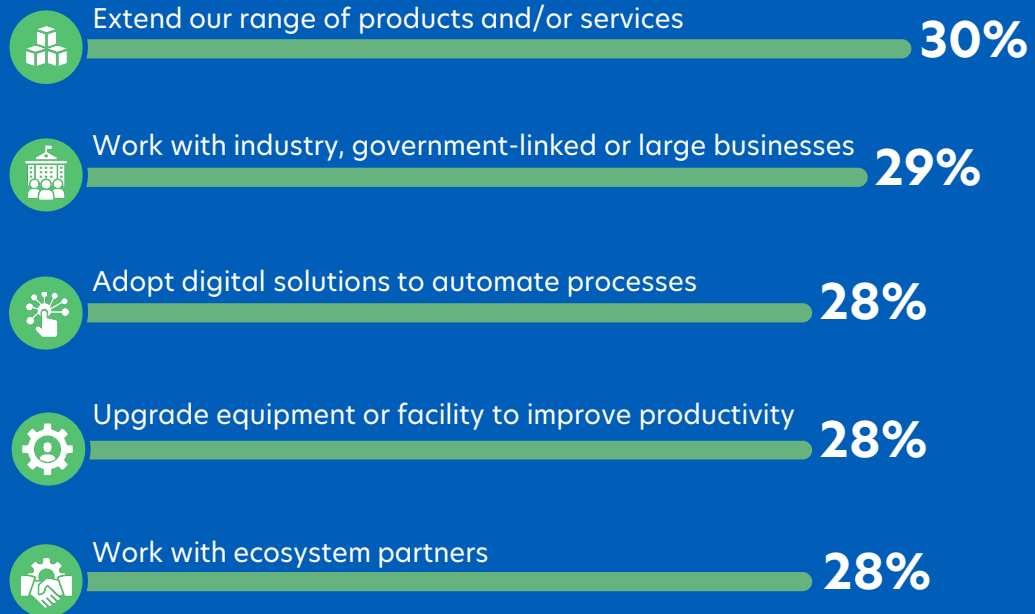 Extend our range of products and/or services
30%
Work with industry, government-linked or large businesses
29%
Adopt digital solutions to automate processes
28%
Upgrade equipment or facility to improve productivity
28%
Work with ecosystem partners
28%